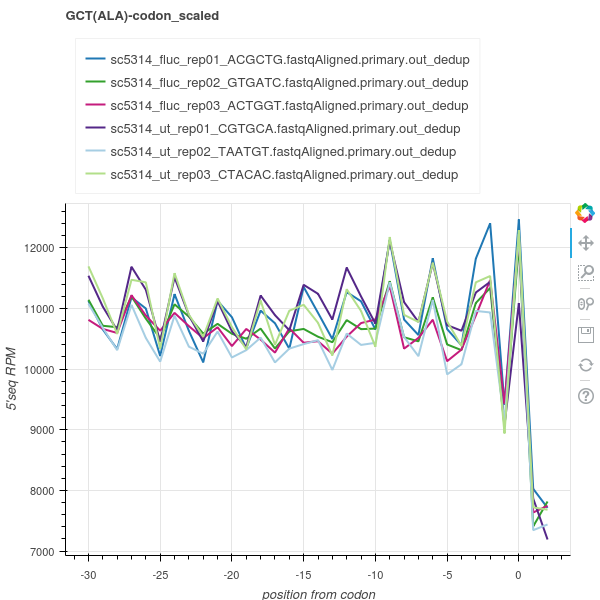 GCT(ALA)-codon_scaled
sc5314_fluc_rep01_ACGCTG.fastqAligned.primary.out_dedup
sc5314_fluc_rep02_GTGATC.fastqAligned.primary.out_dedup
sc5314_fluc_rep03_ACTGGT.fastqAligned.primary.out_dedup
sc5314_ut_rep01_CGTGCA.fastqAligned.primary.out_dedup
sc5314_ut_rep02_TAATGT.fastqAligned.primary.out_dedup
sc5314_ut_rep03_CTACAC.fastqAligned.primary.out_dedup
5'seq RPM
12000
11000
10000
9000
8000
7000
-30 -25 -20 -15 -10 -5 0
position from codon